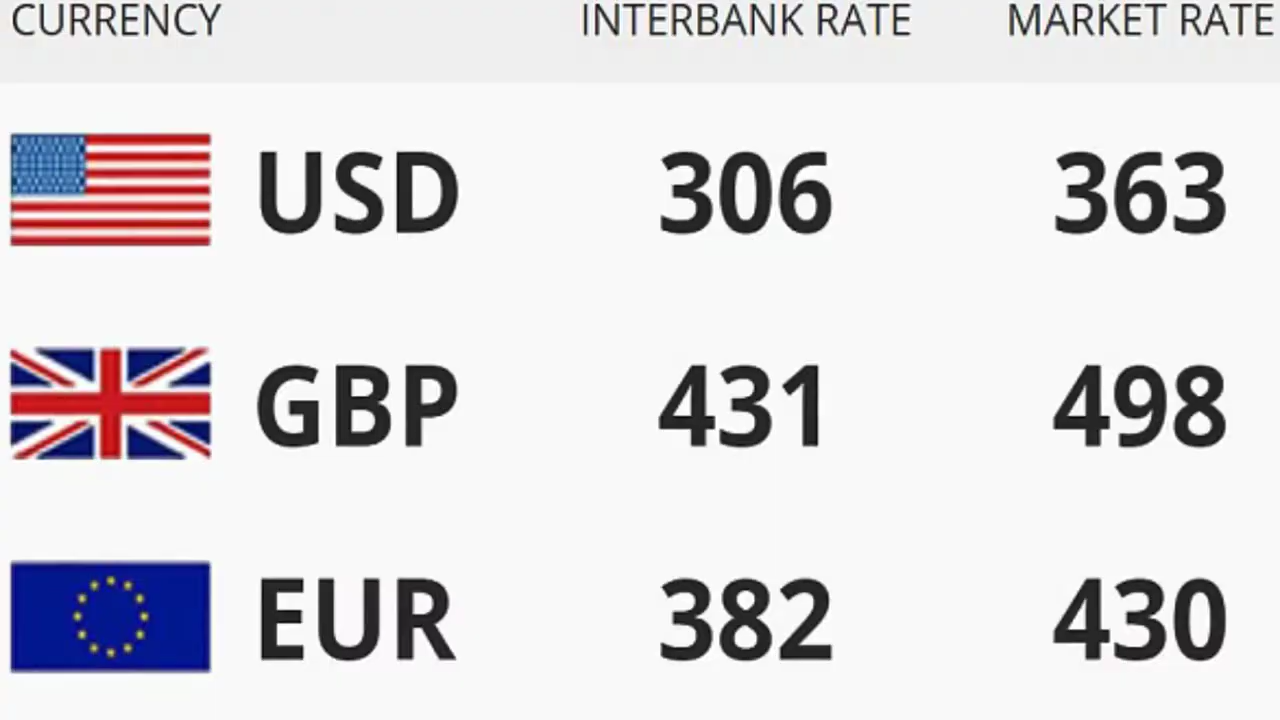 CURRENCY INTERBANK RATE MARKET RATE
USD 306 363
GBP 431 498
EUR 382 430